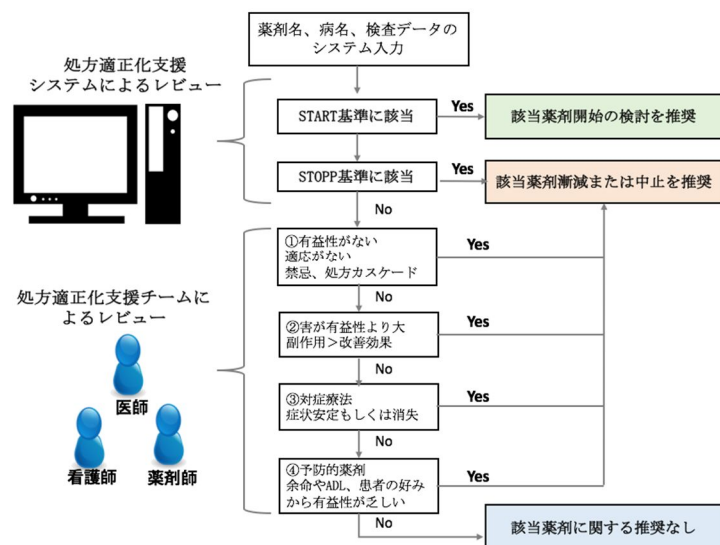 薬剤名、病名、検査データの
システム入力
処方適正化支援
システムによるレビュー
START基準に該当
Yes
該当薬剤開始の検討を推奨
STOPP基準に該当
Yes
該当薬剤漸減または中止を推奨
No
①有益性がない
適応がない
禁忌、処方カスケード
Yes
No
処方適正化支援チームに
よるレビュー
②害が有益性より大
副作用>改善効果
Yes
No
医師
③対症療法
症状安定もしくは消失
Yes
No
看護師
薬剤師
④予防的薬剤
余命やADL、患者の好み
から有益性が乏しい
Yes
No
該当薬剤に関する推奨なし